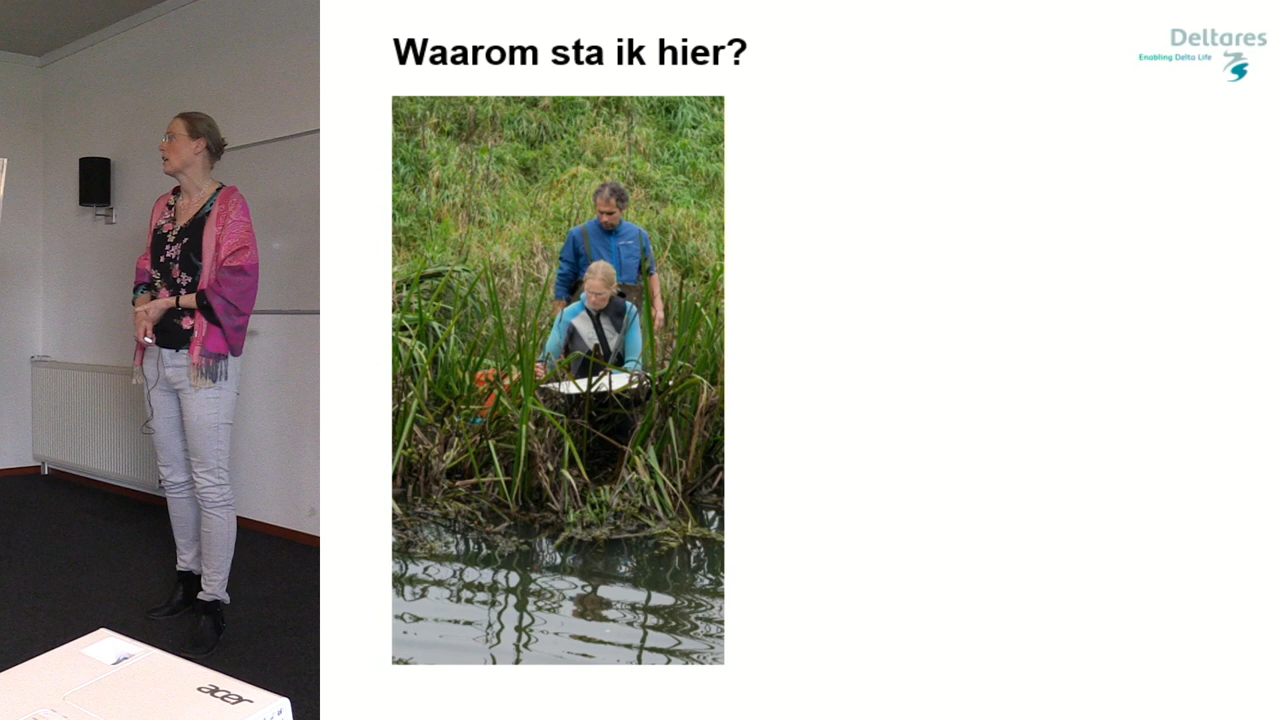 Waarom sta ik hier?
Deltares
Enabling Delta Life
acer